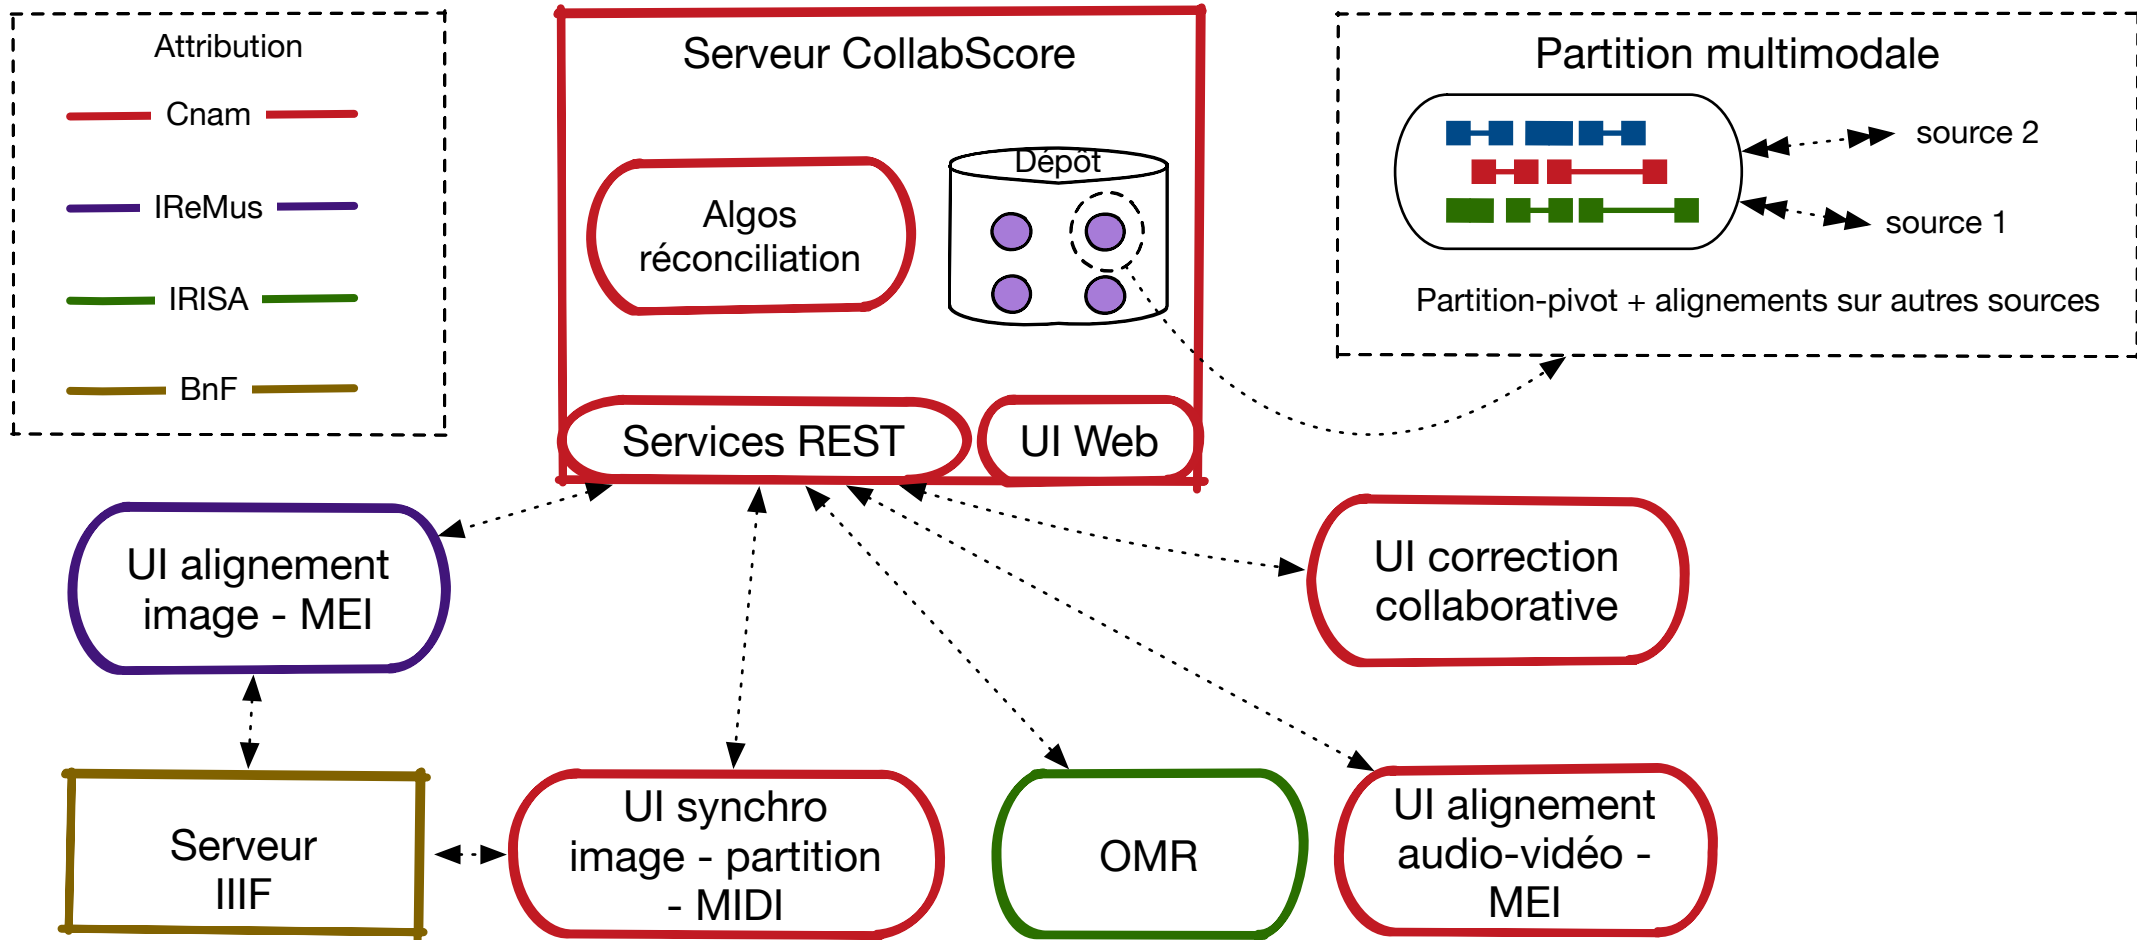 Attribution
Cnam
IReMus
IRISA
BnF
Serveur CollabScore
Algos
réconciliation
Dépôt
Services REST
UI Web
Partition multimodale
source 2
source 1
Partition-pivot + alignements sur autres sources
UI alignement
image - MEI
UI correction
collaborative
Serveur
IIIF
UI synchro
image - partition
- MIDI
OMR
UI alignement
audio-vidéo -
MEI